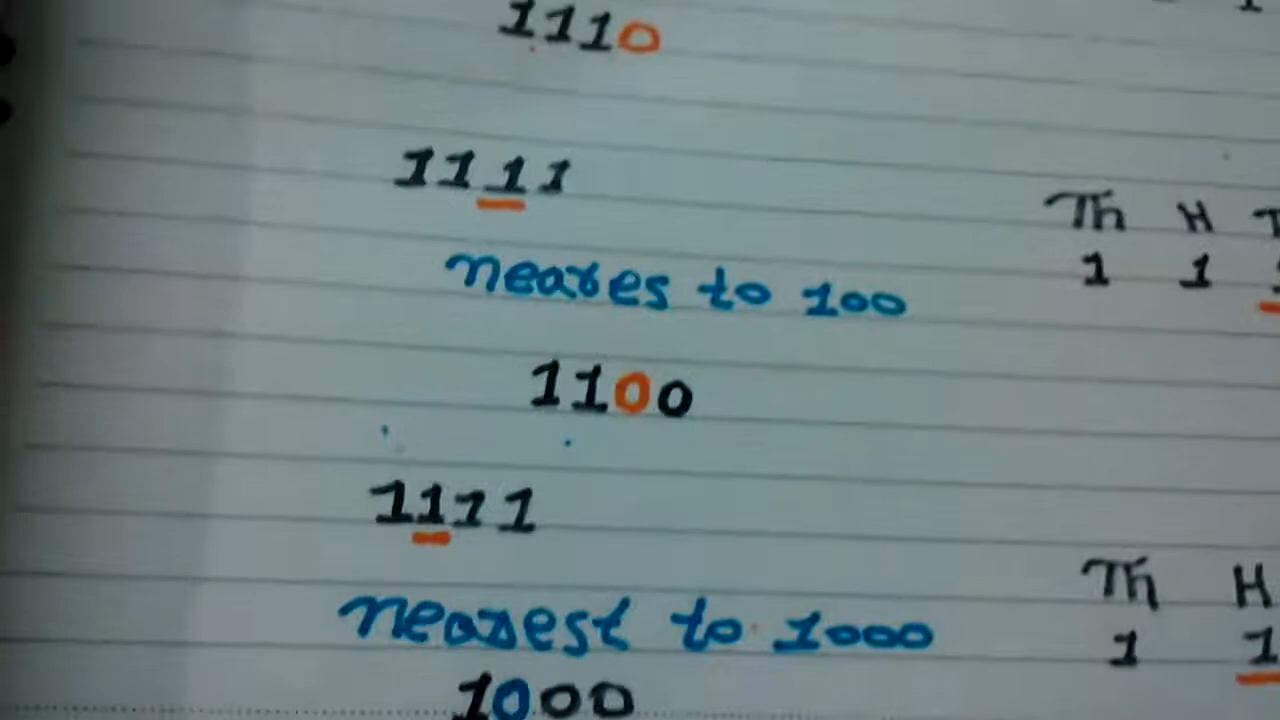 1110
1111
Th H T
neares to 100
1 1
1100
1111
Th H
nearest to 1000
1 1
1000